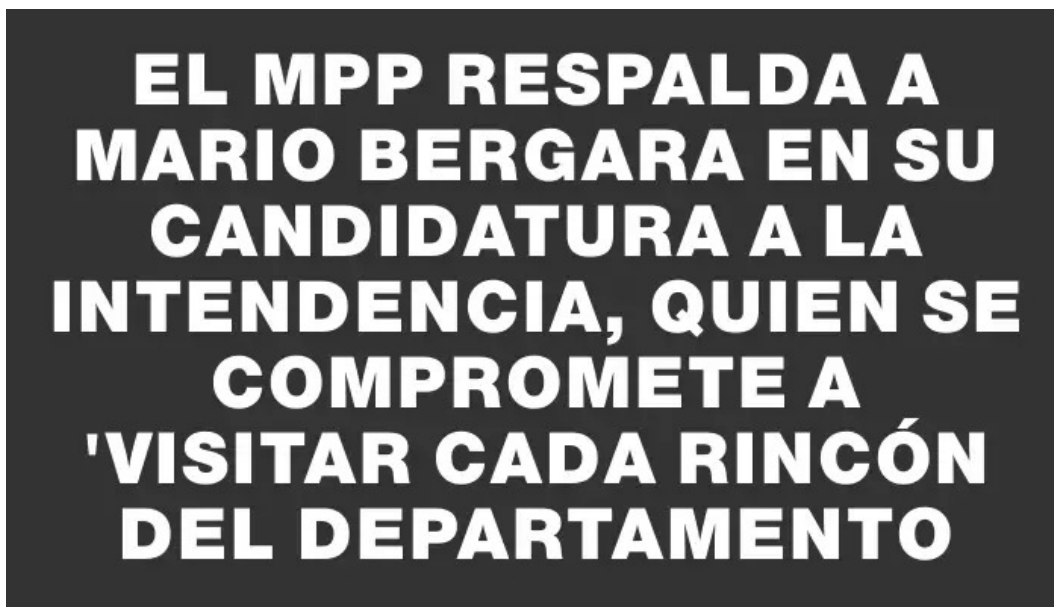 EL MPP RESPALDA A
MARIO BERGARA EN SU
CANDIDATURA A LA
INTENDENCIA, QUIEN SE
COMPROMETE A
'VISITAR CADA RINCÓN
DEL DEPARTAMENTO